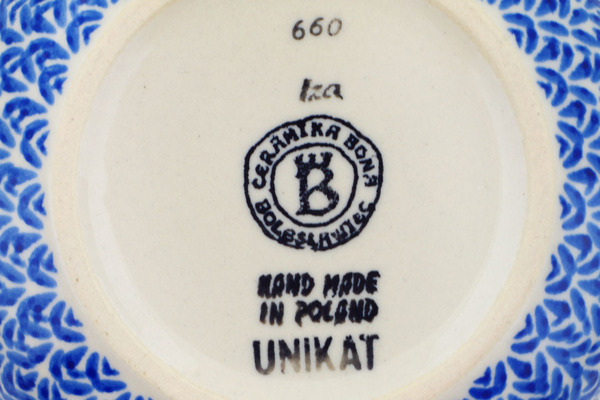 660
Iza
CERAMIKA BONA
B
BOLESŁAWIEC
HAND MADE
IN POLAND
UNIKAT